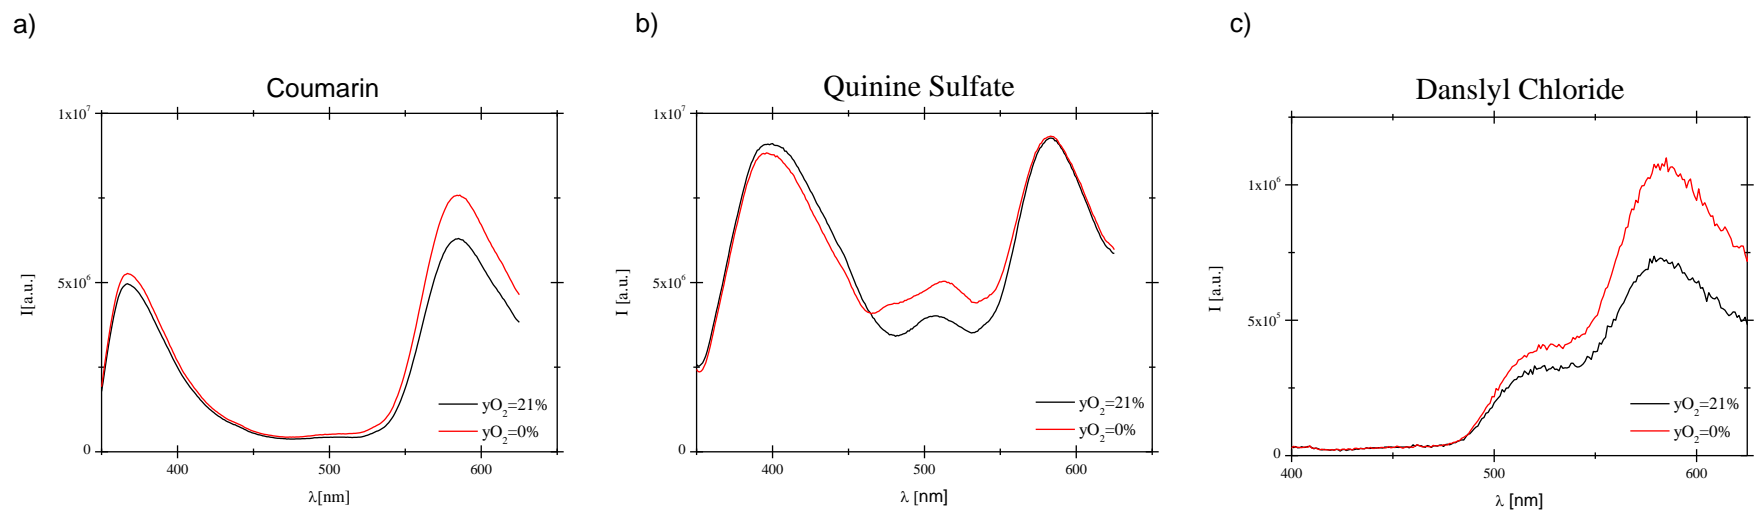 a)
Coumarin
1x10⁷
5x10⁶
0
400
500
600
I[a.u.]
λ[nm]
yO₂=21%
yO₂=0%
b)
Quinine Sulfate
1x10⁷
5x10⁶
0
400
500
600
I [a.u.]
λ [nm]
yO₂=21%
yO₂=0%
c)
Danslyl Chloride
1x10⁶
5x10⁵
0
400
500
600
I [a.u.]
λ [nm]
yO₂=21%
yO₂=0%